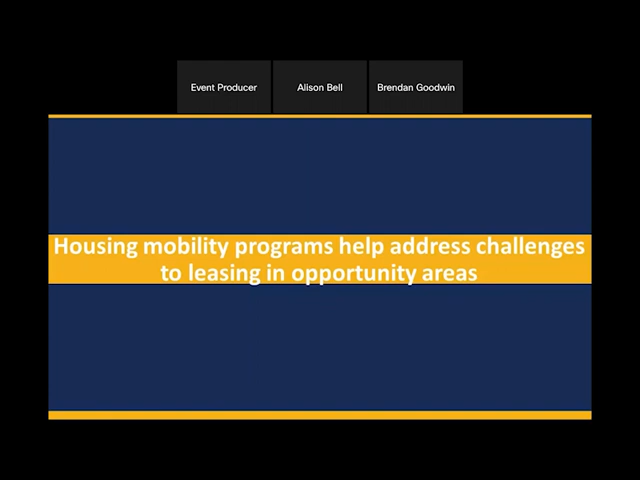 Event Producer
Alison Bell
Brendan Goodwin
Housing mobility programs help address challenges
to leasing in opportunity areas